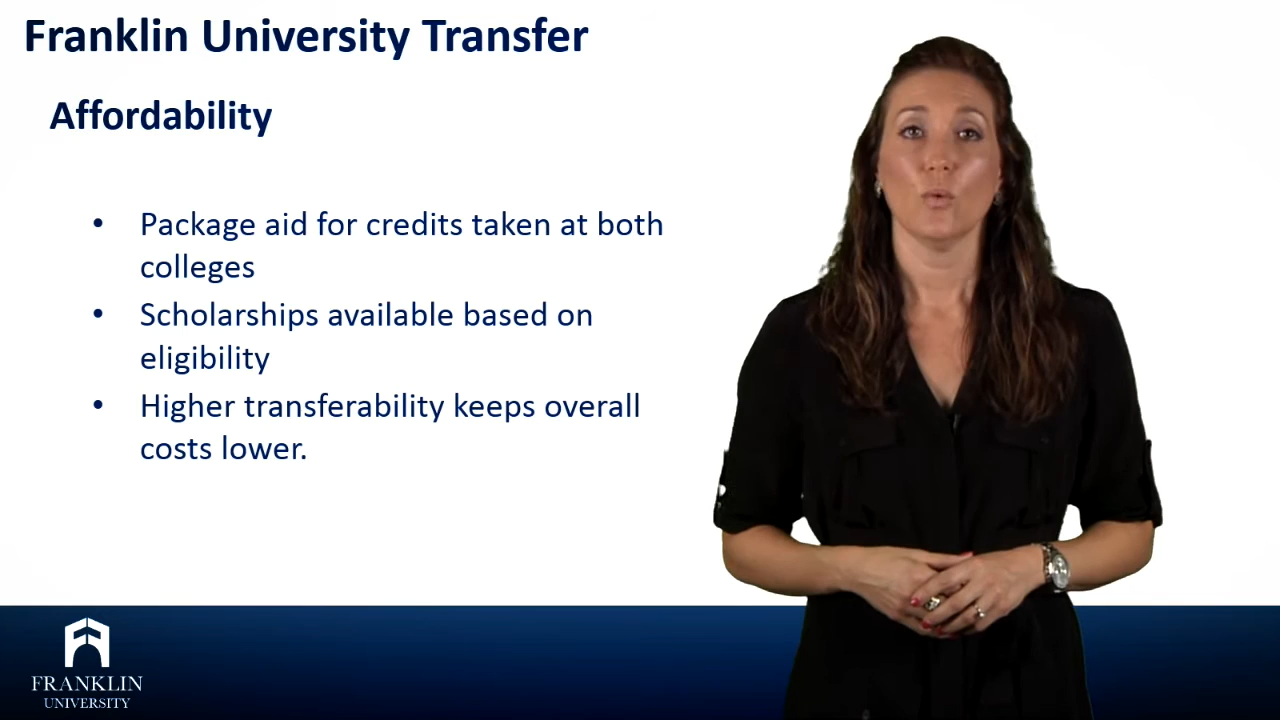 Franklin University Transfer
Affordability
• Package aid for credits taken at both
colleges
• Scholarships available based on
eligibility
• Higher transferability keeps overall
costs lower.
FRANKLIN
UNIVERSITY